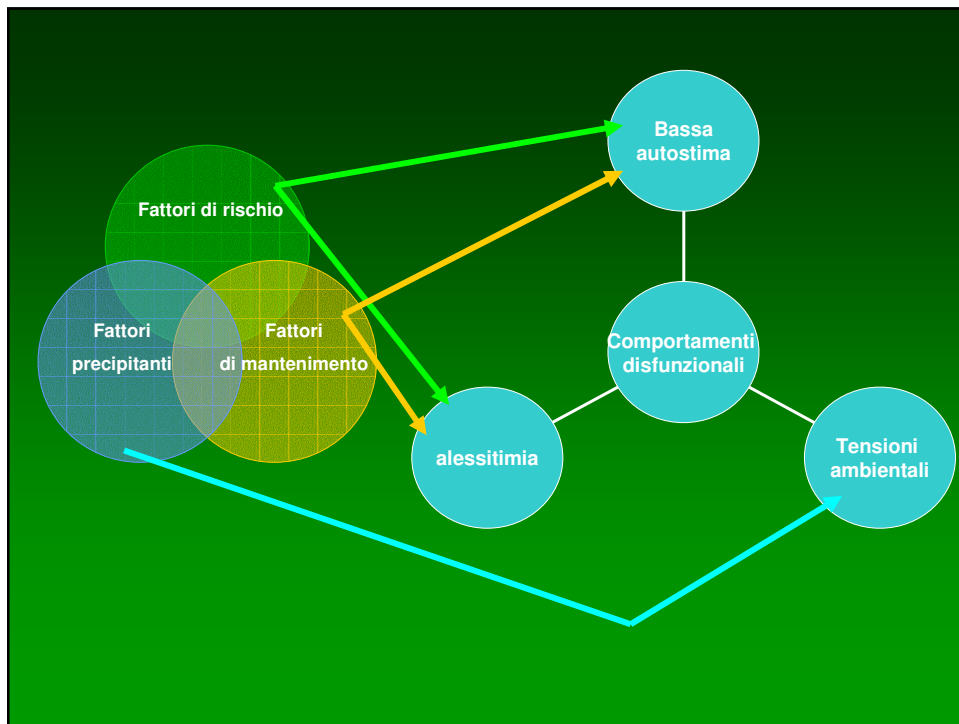 Bassa
autostima
Fattori di rischio
Fattori
precipitanti
Fattori
di mantenimento
Comportamenti
disfunzionali
alessitimia
Tensioni
ambientali